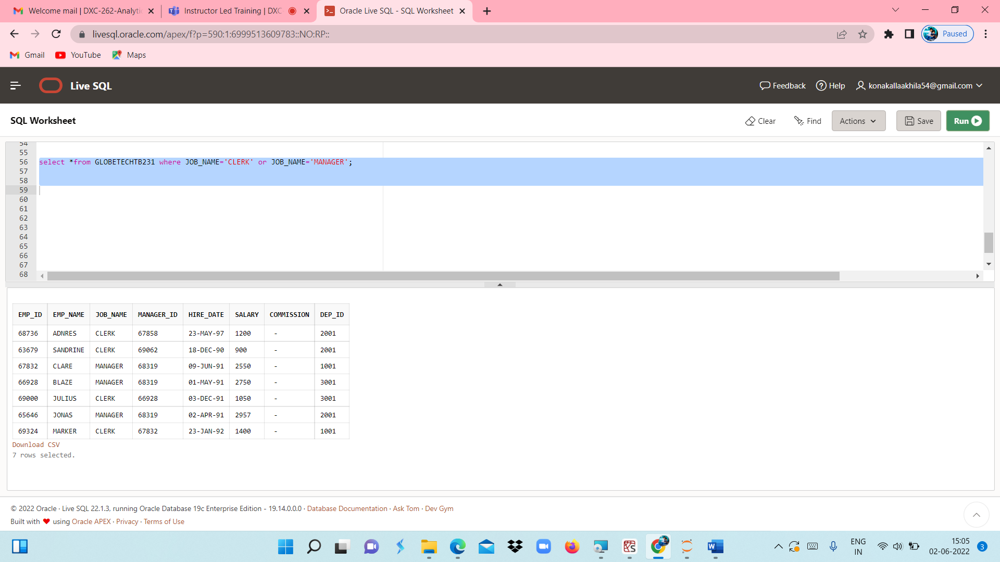 Welcome mail | DXC-262-Analytic
Instructor Led Training | DXC
Oracle Live SQL - SQL Worksheet
livesql.oracle.com/apex/f?p=590:1:6999513609783::NO:RP::
Paused
Gmail YouTube Maps
Live SQL
Feedback Help konakallaakhila54@gmail.com
SQL Worksheet
Clear Find Actions Save Run
54
55
56 select *from GLOBETECHTB231 where JOB_NAME='CLERK' or JOB_NAME='MANAGER';
57
58
59
60
61
62
63
64
65
66
67
68
EMP_ID EMP_NAME JOB_NAME MANAGER_ID HIRE_DATE SALARY COMMISSION DEP_ID
68736 ADNRES CLERK 67858 23-MAY-97 1200 - 2001
63679 SANDRINE CLERK 69062 18-DEC-90 900 - 2001
67832 CLARE MANAGER 68319 09-JUN-91 2550 - 1001
66928 BLAZE MANAGER 68319 01-MAY-91 2750 - 3001
69000 JULIUS CLERK 66928 03-DEC-91 1050 - 3001
65646 JONAS MANAGER 68319 02-APR-91 2957 - 2001
69324 MARKER CLERK 67832 23-JAN-92 1400 - 1001
Download CSV
7 rows selected.
© 2022 Oracle · Live SQL 22.1.3, running Oracle Database 19c Enterprise Edition - 19.14.0.0.0 · Database Documentation · Ask Tom · Dev Gym
Built with ❤ using Oracle APEX · Privacy · Terms of Use
ENG
IN
15:05
02-06-2022
3